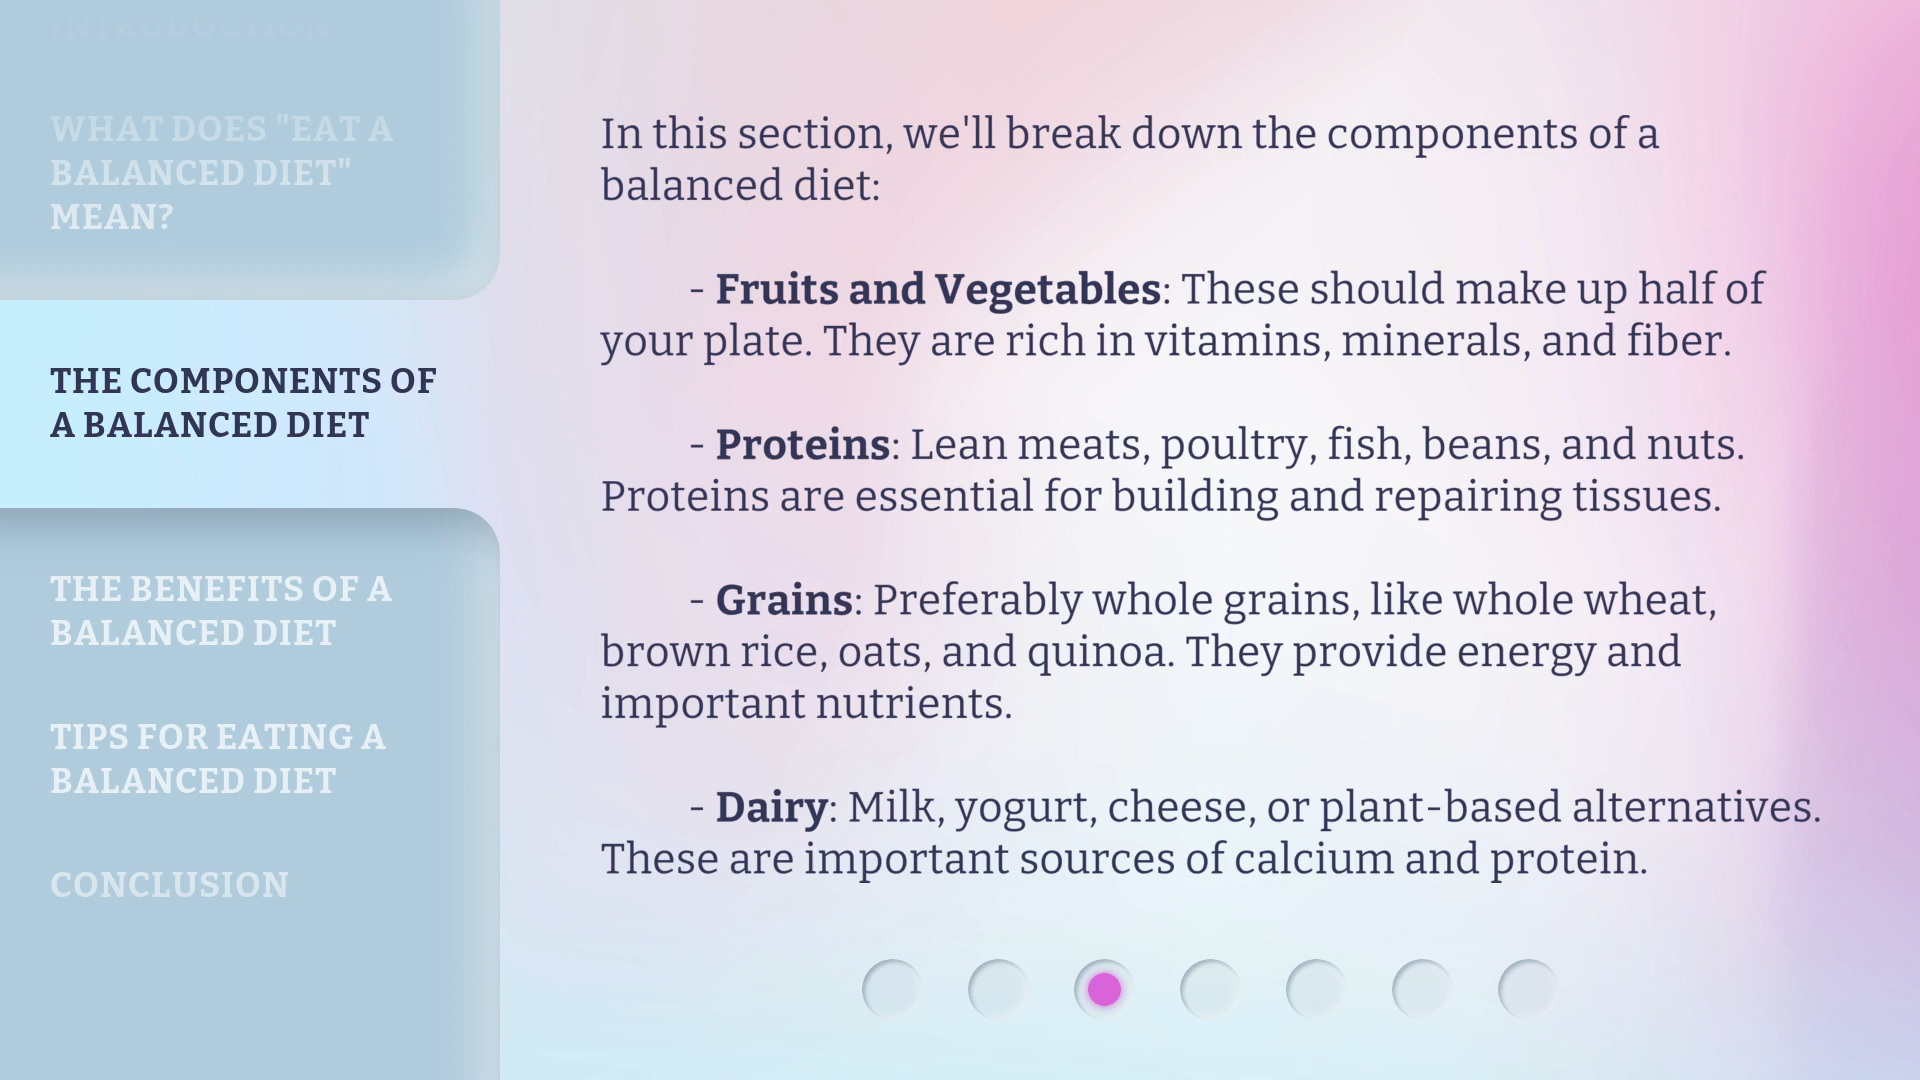 INTRODUCTION
WHAT DOES "EAT A
BALANCED DIET"
MEAN?
THE COMPONENTS OF
A BALANCED DIET
THE BENEFITS OF A
BALANCED DIET
TIPS FOR EATING A
BALANCED DIET
CONCLUSION
In this section, we'll break down the components of a
balanced diet:
- Fruits and Vegetables: These should make up half of
your plate. They are rich in vitamins, minerals, and fiber.
- Proteins: Lean meats, poultry, fish, beans, and nuts.
Proteins are essential for building and repairing tissues.
- Grains: Preferably whole grains, like whole wheat,
brown rice, oats, and quinoa. They provide energy and
important nutrients.
- Dairy: Milk, yogurt, cheese, or plant-based alternatives.
These are important sources of calcium and protein.